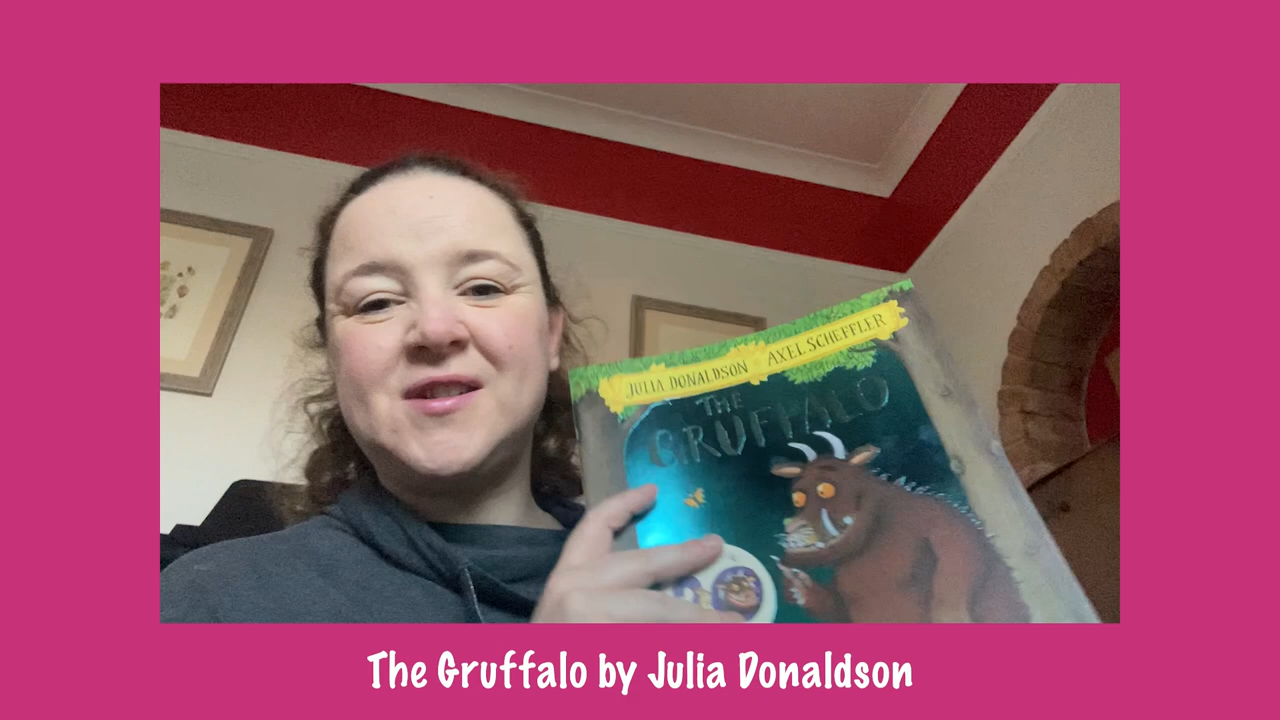 JULIA DONALDSON AXEL SCHEFFLER
THE
GRUFFALO
The Gruffalo by Julia Donaldson